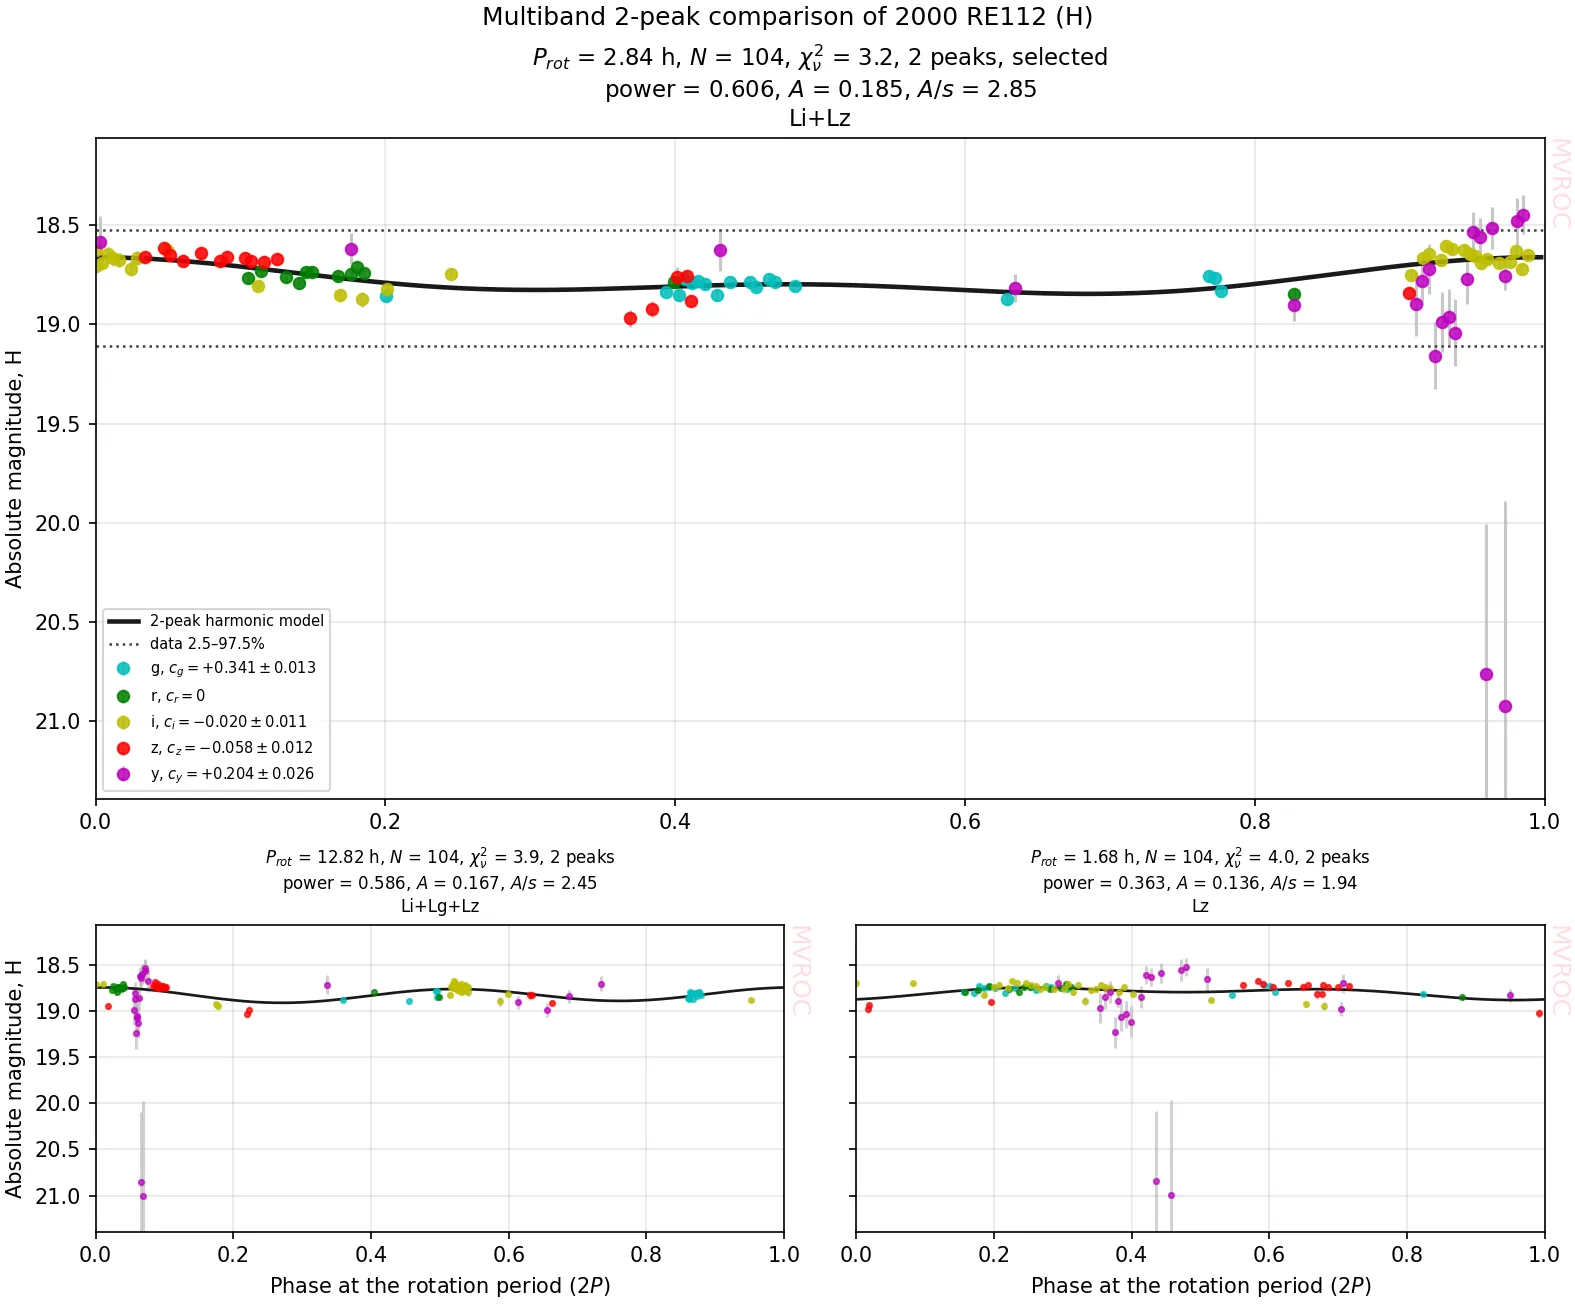 Multiband 2-peak comparison of 2000 RE112 (H)
P_rot = 2.84 h, N = 104, χ²_ν = 3.2, 2 peaks, selected
power = 0.606, A = 0.185, A/s = 2.85
Li+Lz
MVROC
Absolute magnitude, H
18.5
19.0
19.5
20.0
20.5
21.0
2-peak harmonic model
data 2.5–97.5%
g, c_g = +0.341 ± 0.013
r, c_r = 0
i, c_i = −0.020 ± 0.011
z, c_z = −0.058 ± 0.012
y, c_y = +0.204 ± 0.026
0.0 0.2 0.4 0.6 0.8 1.0
P_rot = 12.82 h, N = 104, χ²_ν = 3.9, 2 peaks
power = 0.586, A = 0.167, A/s = 2.45
Li+Lg+Lz
MVROC
Absolute magnitude, H
18.5
19.0
19.5
20.0
20.5
21.0
0.0 0.2 0.4 0.6 0.8 1.0
Phase at the rotation period (2P)
P_rot = 1.68 h, N = 104, χ²_ν = 4.0, 2 peaks
power = 0.363, A = 0.136, A/s = 1.94
Lz
MVROC
0.0 0.2 0.4 0.6 0.8 1.0
Phase at the rotation period (2P)